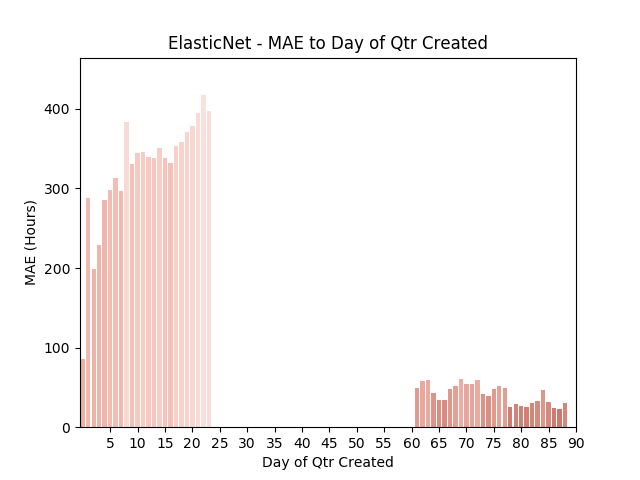 ElasticNet - MAE to Day of Qtr Created
400
300
200
100
0
MAE (Hours)
5 10 15 20 25 30 35 40 45 50 55 60 65 70 75 80 85 90
Day of Qtr Created